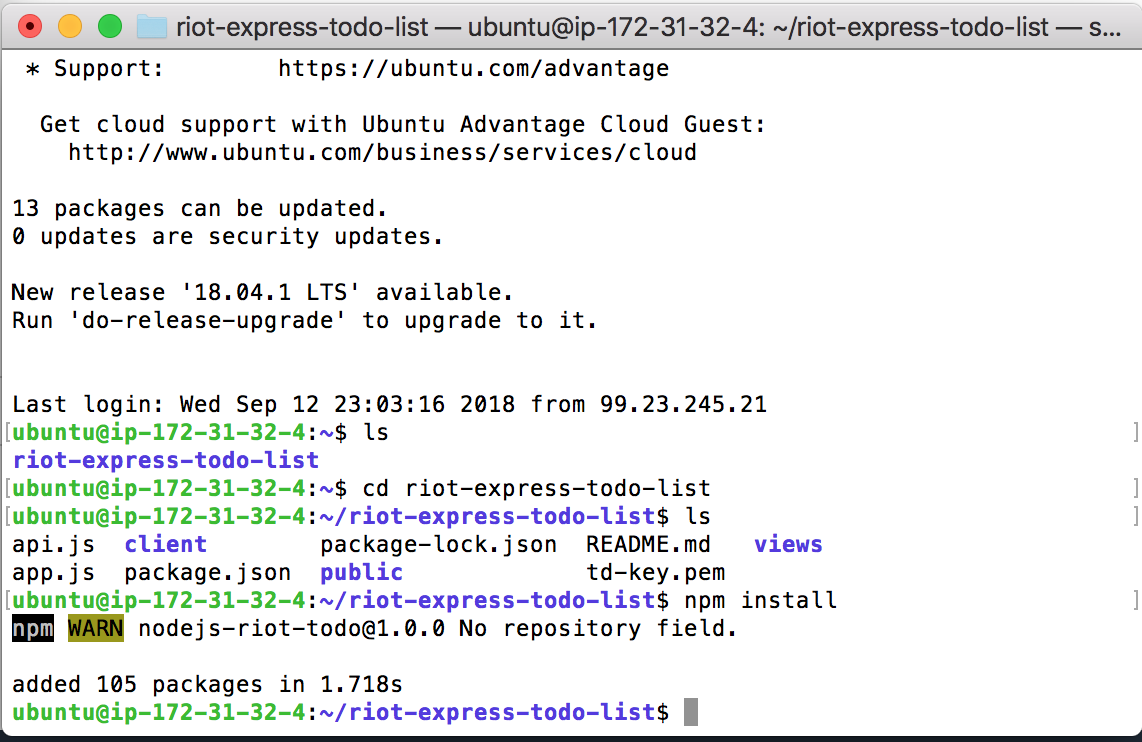 riot-express-todo-list — ubuntu@ip-172-31-32-4: ~/riot-express-todo-list — s...
* Support:        https://ubuntu.com/advantage
Get cloud support with Ubuntu Advantage Cloud Guest:
http://www.ubuntu.com/business/services/cloud
13 packages can be updated.
0 updates are security updates.
New release '18.04.1 LTS' available.
Run 'do-release-upgrade' to upgrade to it.
Last login: Wed Sep 12 23:03:16 2018 from 99.23.245.21
[ubuntu@ip-172-31-32-4:~$ ls ]
riot-express-todo-list
[ubuntu@ip-172-31-32-4:~$ cd riot-express-todo-list ]
[ubuntu@ip-172-31-32-4:~/riot-express-todo-list$ ls ]
api.js  client        package-lock.json  README.md   views
app.js  package.json  public             td-key.pem
[ubuntu@ip-172-31-32-4:~/riot-express-todo-list$ npm install ]
npm WARN nodejs-riot-todo@1.0.0 No repository field.
added 105 packages in 1.718s
ubuntu@ip-172-31-32-4:~/riot-express-todo-list$